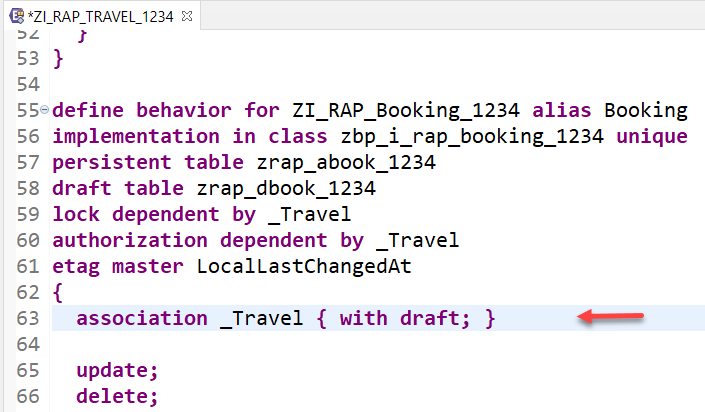 *ZI_RAP_TRAVEL_1234
52 }
53 }
54
55 define behavior for ZI_RAP_Booking_1234 alias Booking
56 implementation in class zbp_i_rap_booking_1234 unique
57 persistent table zrap_abook_1234
58 draft table zrap_dbook_1234
59 lock dependent by _Travel
60 authorization dependent by _Travel
61 etag master LocalLastChangedAt
62 {
63 association _Travel { with draft; }
64
65 update;
66 delete;